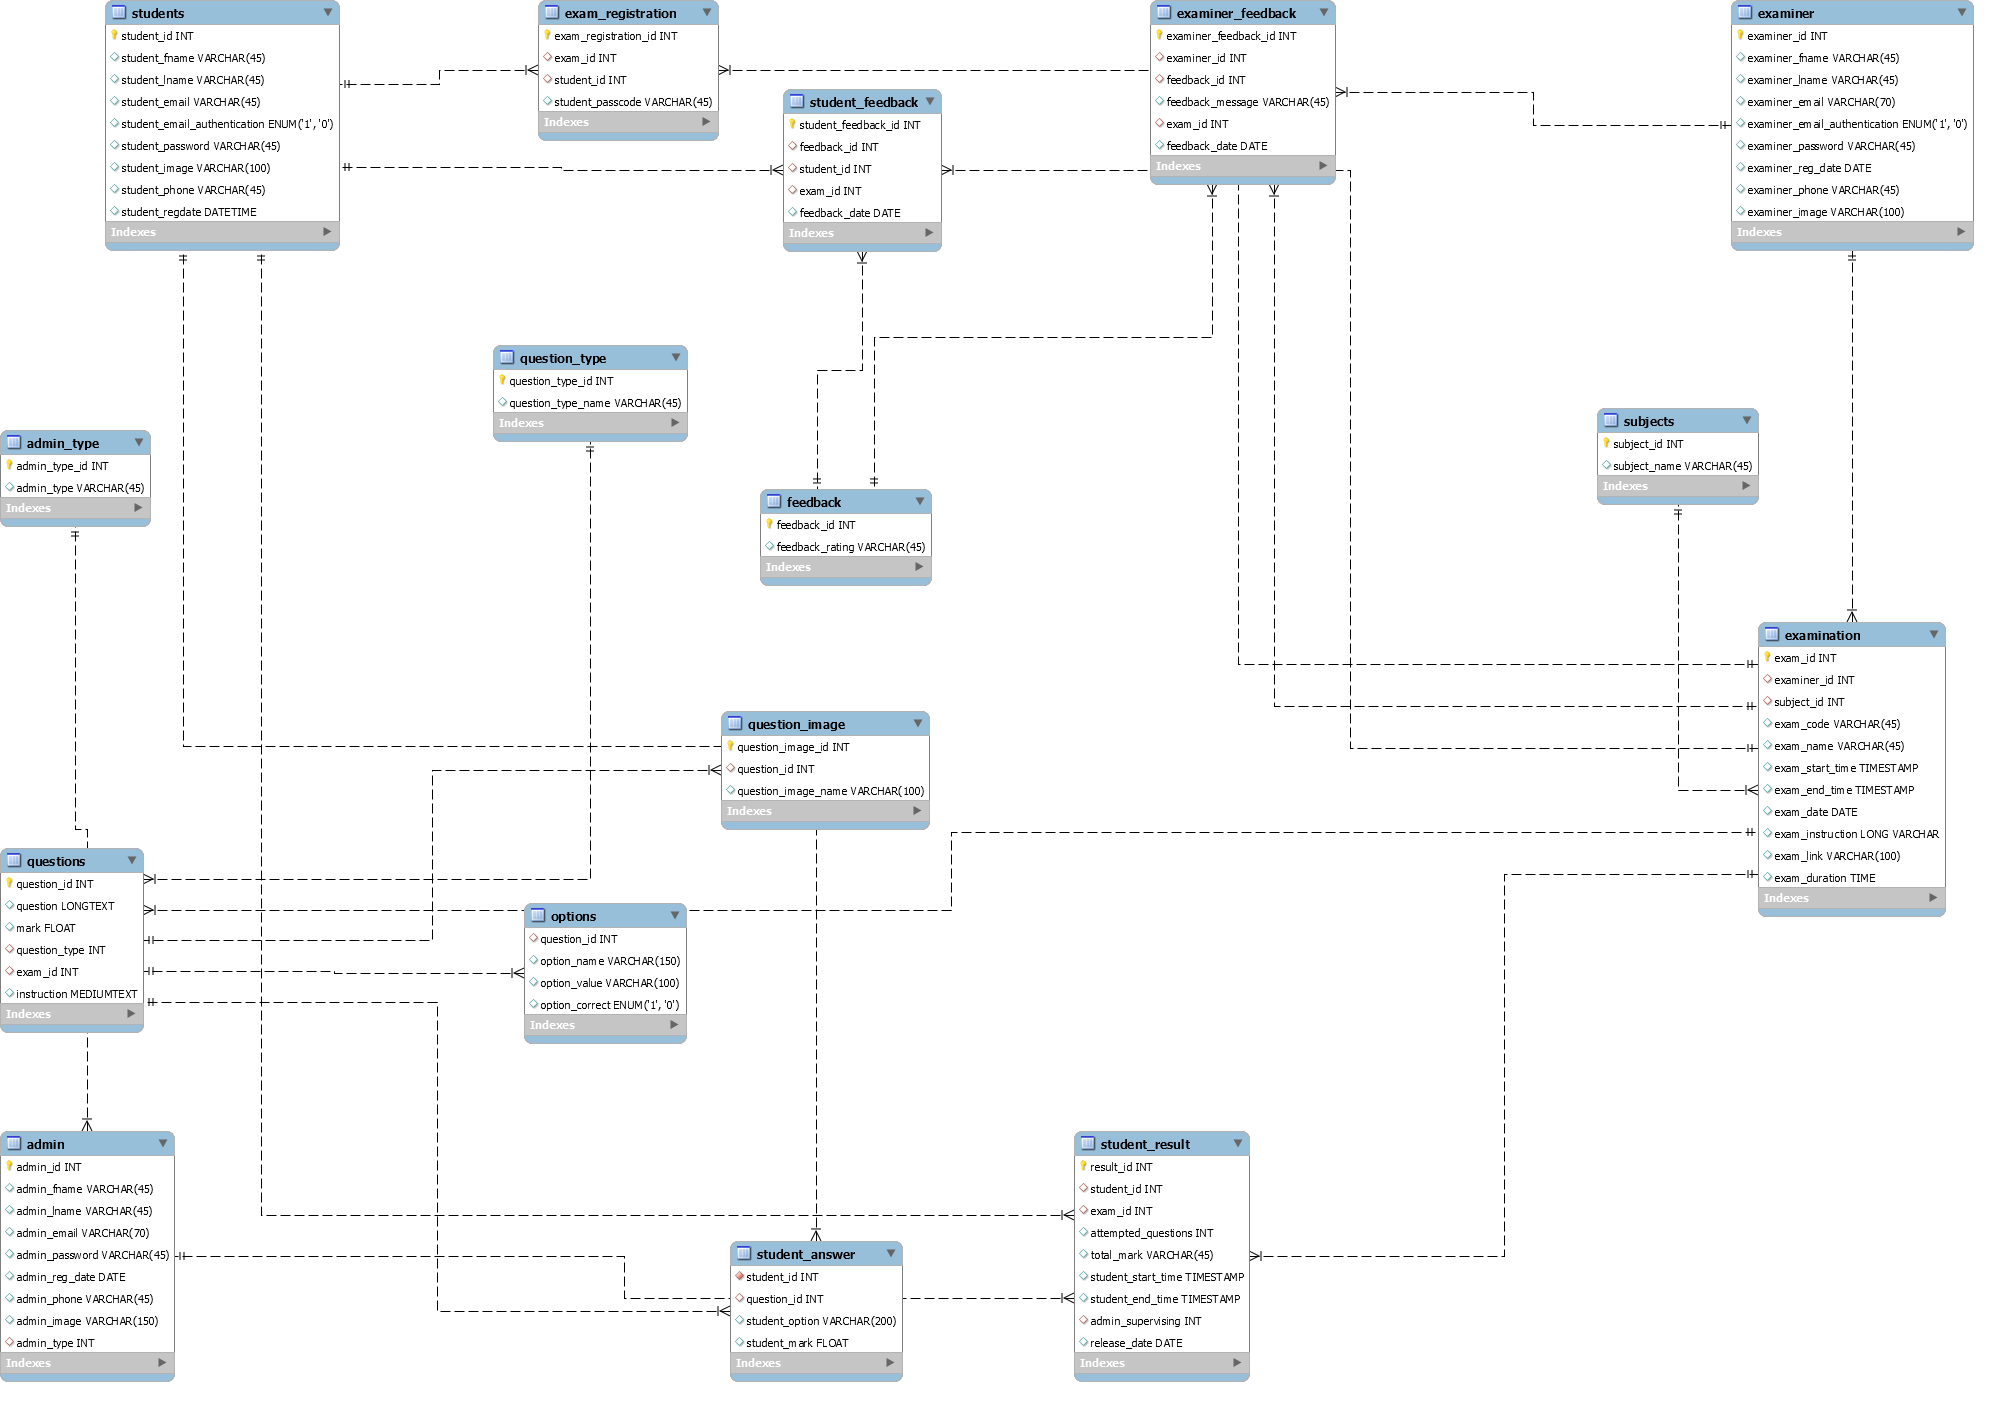 students
student_id INT
student_fname VARCHAR(45)
student_lname VARCHAR(45)
student_email VARCHAR(45)
student_email_authentication ENUM('1', '0')
student_password VARCHAR(45)
student_image VARCHAR(100)
student_phone VARCHAR(45)
student_regdate DATETIME
Indexes
exam_registration
exam_registration_id INT
exam_id INT
student_id INT
student_passcode VARCHAR(45)
Indexes
student_feedback
student_feedback_id INT
feedback_id INT
student_id INT
exam_id INT
feedback_date DATE
Indexes
examiner_feedback
examiner_feedback_id INT
examiner_id INT
feedback_id INT
feedback_message VARCHAR(45)
exam_id INT
feedback_date DATE
Indexes
examiner
examiner_id INT
examiner_fname VARCHAR(45)
examiner_lname VARCHAR(45)
examiner_email VARCHAR(70)
examiner_email_authentication ENUM('1', '0')
examiner_password VARCHAR(45)
examiner_reg_date DATE
examiner_phone VARCHAR(45)
examiner_image VARCHAR(100)
Indexes
question_type
question_type_id INT
question_type_name VARCHAR(45)
Indexes
admin_type
admin_type_id INT
admin_type VARCHAR(45)
Indexes
feedback
feedback_id INT
feedback_rating VARCHAR(45)
Indexes
subjects
subject_id INT
subject_name VARCHAR(45)
Indexes
examination
exam_id INT
examiner_id INT
subject_id INT
exam_code VARCHAR(45)
exam_name VARCHAR(45)
exam_start_time TIMESTAMP
exam_end_time TIMESTAMP
exam_date DATE
exam_instruction LONG VARCHAR
exam_link VARCHAR(100)
exam_duration TIME
Indexes
question_image
question_image_id INT
question_id INT
question_image_name VARCHAR(100)
Indexes
questions
question_id INT
question LONGTEXT
mark FLOAT
question_type INT
exam_id INT
instruction MEDIUMTEXT
Indexes
options
question_id INT
option_name VARCHAR(150)
option_value VARCHAR(100)
option_correct ENUM('1', '0')
Indexes
admin
admin_id INT
admin_fname VARCHAR(45)
admin_lname VARCHAR(45)
admin_email VARCHAR(70)
admin_password VARCHAR(45)
admin_reg_date DATE
admin_phone VARCHAR(45)
admin_image VARCHAR(150)
admin_type INT
Indexes
student_answer
student_id INT
question_id INT
student_option VARCHAR(200)
student_mark FLOAT
Indexes
student_result
result_id INT
student_id INT
exam_id INT
attempted_questions INT
total_mark VARCHAR(45)
student_start_time TIMESTAMP
student_end_time TIMESTAMP
admin_supervising INT
release_date DATE
Indexes